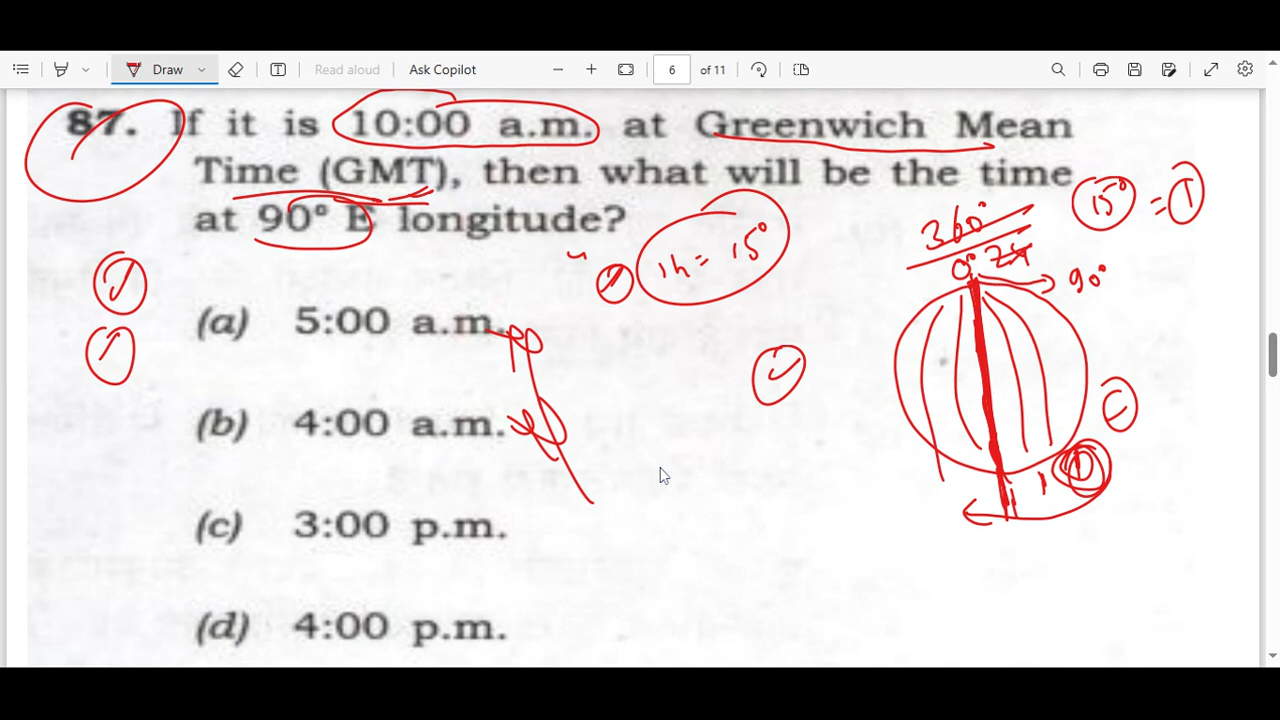 Draw
Read aloud
Ask Copilot
6
of 11
87. If it is 10:00 a.m. at Greenwich Mean
Time (GMT), then what will be the time
at 90° E longitude?
15° =
360°
24
1h = 15°
0°
90°
(a) 5:00 a.m.
(b) 4:00 a.m.
(c) 3:00 p.m.
(d) 4:00 p.m.